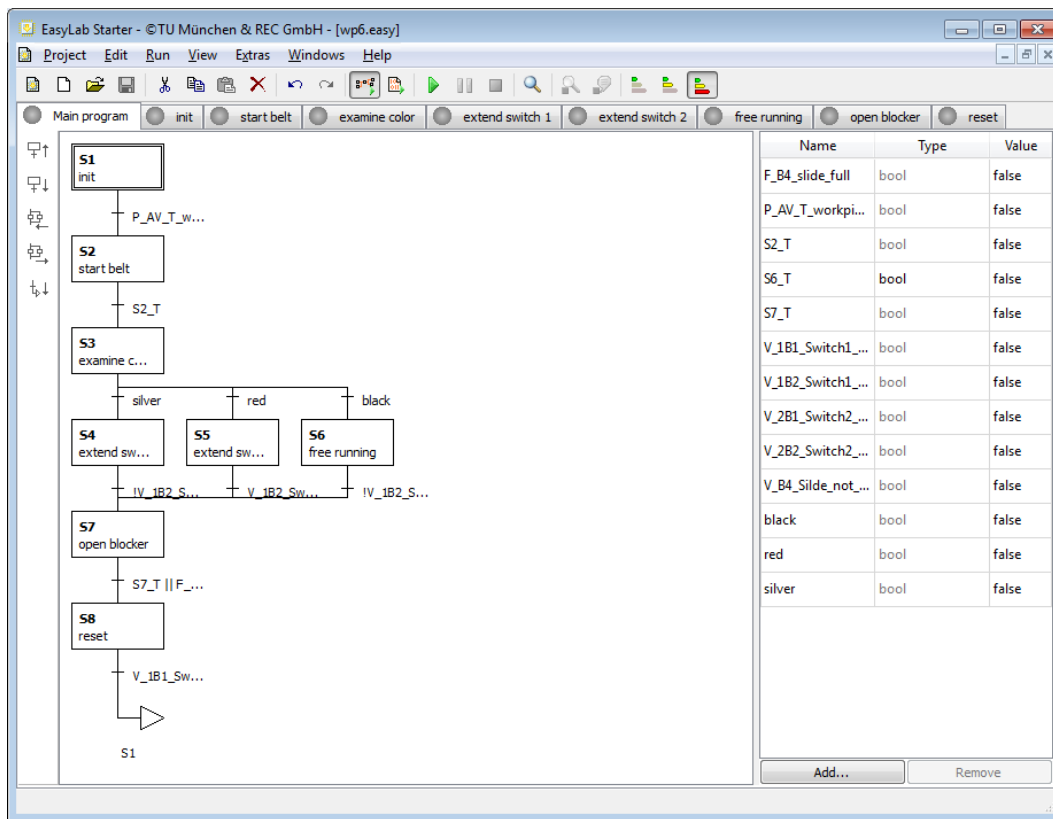 EasyLab Starter - ©TU München & REC GmbH - [wp6.easy]
Project Edit Run View Extras Windows Help
Main program init start belt examine color extend switch 1 extend switch 2 free running open blocker reset
S1
init
P_AV_T_w...
S2
start belt
S2_T
S3
examine c...
silver red black
S4 S5 S6
extend sw... extend sw... free running
!V_1B2_S... V_1B2_Sw... !V_1B2_S...
S7
open blocker
S7_T || F_...
S8
reset
V_1B1_Sw...
S1
Name Type Value
F_B4_slide_full bool false
P_AV_T_workpi... bool false
S2_T bool false
S6_T bool false
S7_T bool false
V_1B1_Switch1_... bool false
V_1B2_Switch1_... bool false
V_2B1_Switch2_... bool false
V_2B2_Switch2_... bool false
V_B4_Silde_not_... bool false
black bool false
red bool false
silver bool false
Add... Remove